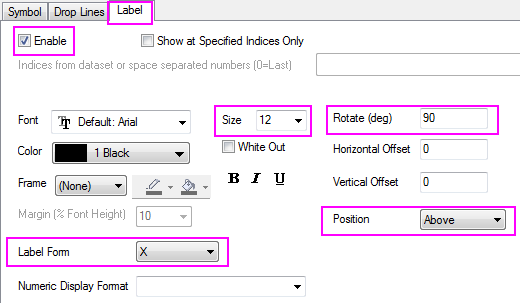 Symbol Drop Lines Label
Enable Show at Specified Indices Only
Indices from dataset or space separated numbers (0=Last)
Font Default: Arial Size 12 Rotate (deg) 90
Color 1 Black White Out Horizontal Offset 0
Frame (None) B I U Vertical Offset 0
Margin (% Font Height) 10 Position Above
Label Form X
Numeric Display Format